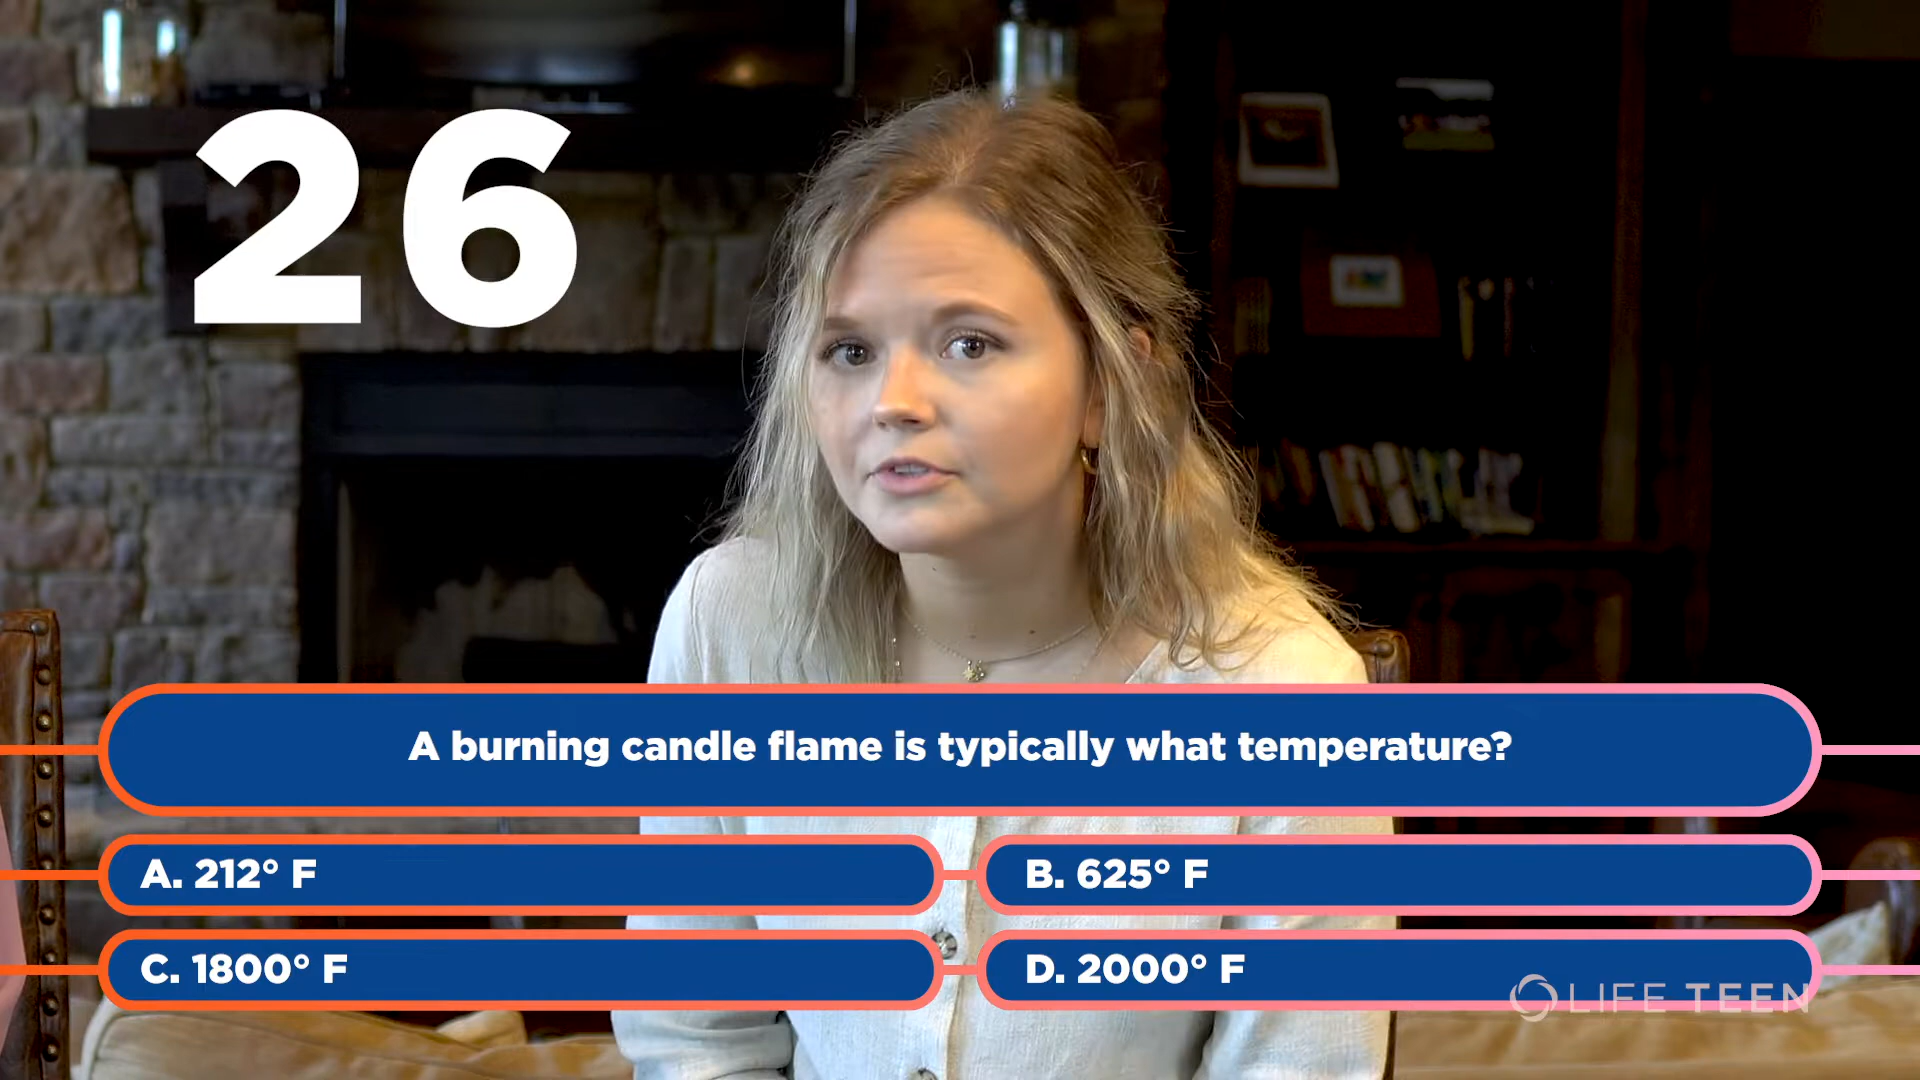 26
A burning candle flame is typically what temperature?
A. 212° F
B. 625° F
C. 1800° F
D. 2000° F
LIFE TEEN